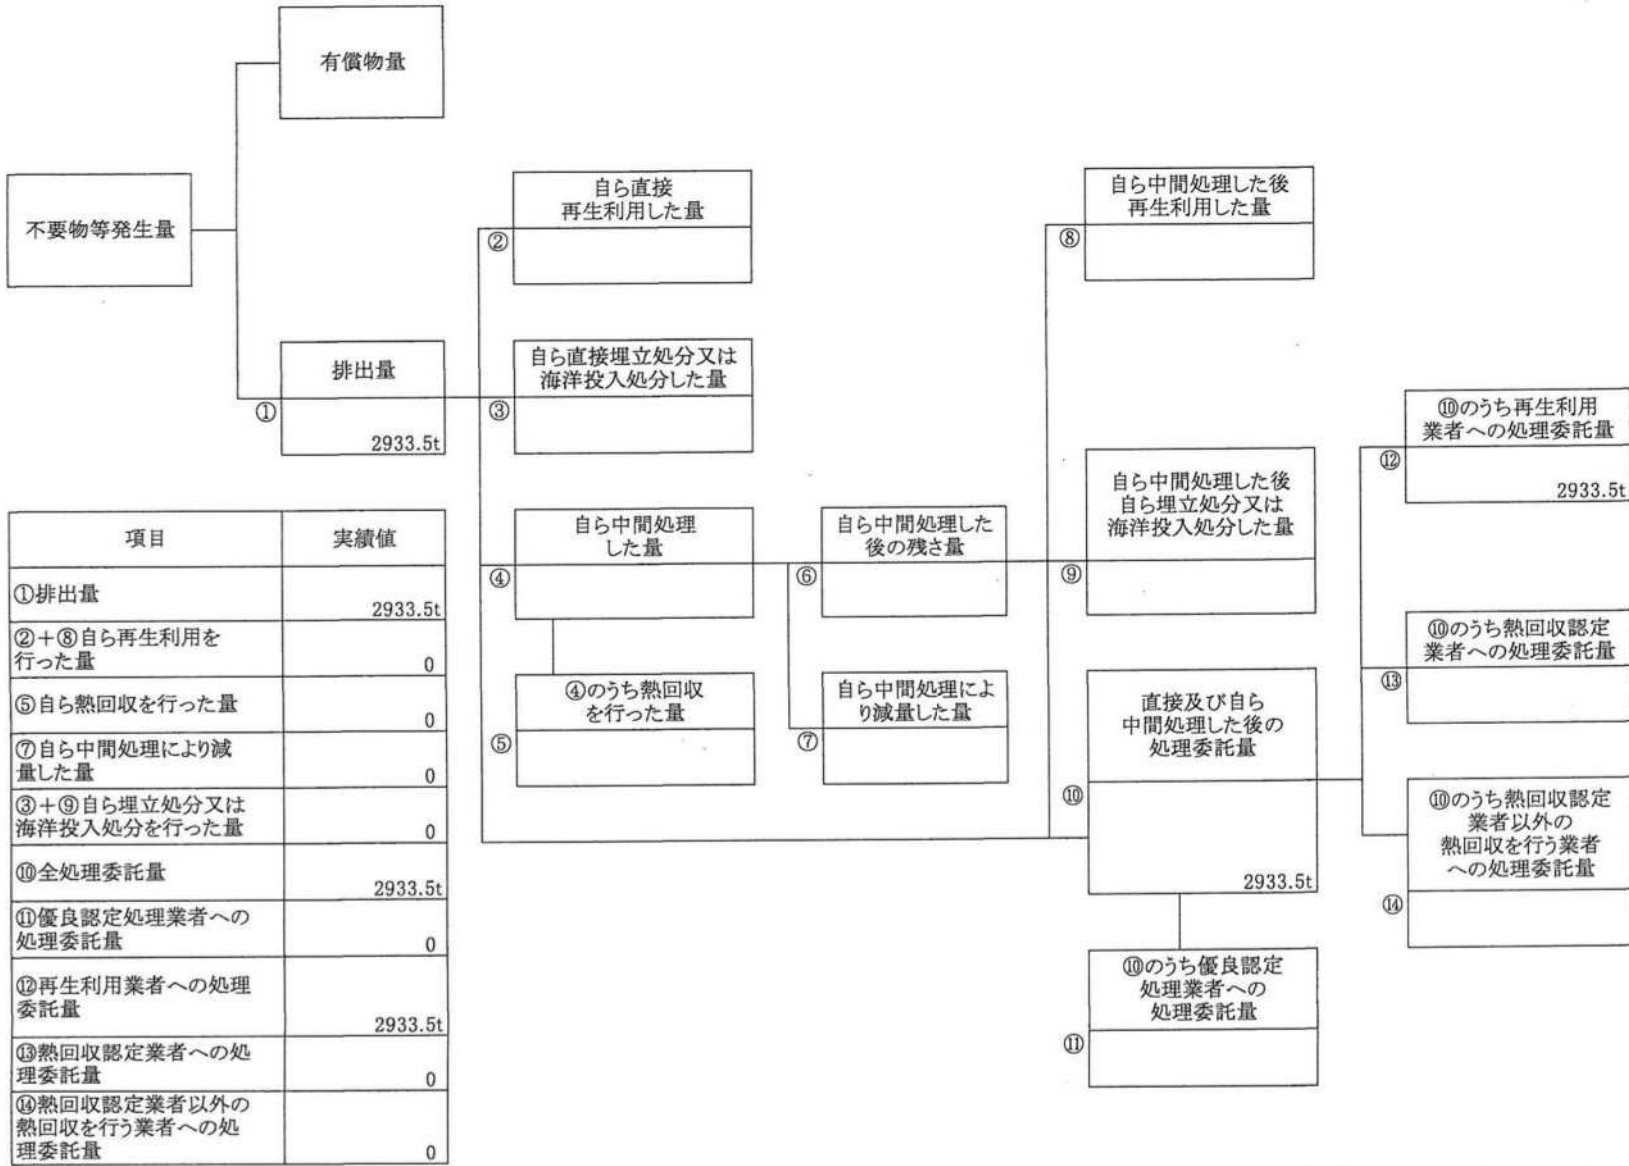 有償物量
不要物等発生量
自ら直接
再生利用した量
②
自ら中間処理した後
再生利用した量
⑧
排出量
①
2933.5t
自ら直接埋立処分又は
海洋投入処分した量
③
⑩のうち再生利用
業者への処理委託量
⑫
2933.5t
自ら中間処理
した量
④
自ら中間処理した
後の残さ量
⑥
自ら中間処理した後
自ら埋立処分又は
海洋投入処分した量
⑨
④のうち熱回収
を行った量
⑤
自ら中間処理によ
り減量した量
⑦
直接及び自ら
中間処理した後の
処理委託量
⑩
2933.5t
⑩のうち熱回収認定
業者への処理委託量
⑬
⑩のうち熱回収認定
業者以外の
熱回収を行う業者
への処理委託量
⑭
⑩のうち優良認定
処理業者への
処理委託量
⑪
項目 実績値
①排出量
2933.5t
②+⑧自ら再生利用を
行った量 0
⑤自ら熱回収を行った量
0
⑦自ら中間処理により減
量した量 0
③+⑨自ら埋立処分又は
海洋投入処分を行った量 0
⑩全処理委託量
2933.5t
⑪優良認定処理業者への
処理委託量 0
⑫再生利用業者への処理
委託量
2933.5t
⑬熱回収認定業者への処
理委託量 0
⑭熱回収認定業者以外の
熱回収を行う業者への処
理委託量 0